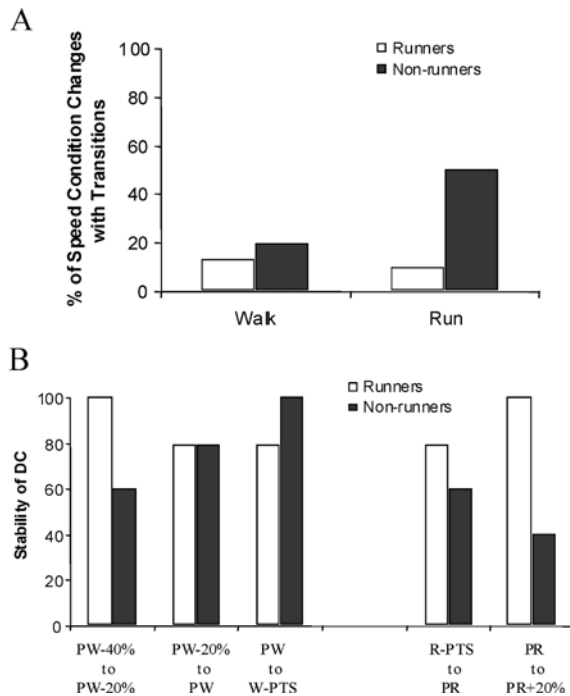 A
% of Speed Condition Changes
with Transitions
100
80
60
40
20
0
Runners
Non-runners
Walk
Run
B
Stability of DC
100
80
60
40
20
0
Runners
Non-runners
PW-40%
to
PW-20%
PW-20%
to
PW
PW
to
W-PTS
R-PTS
to
PR
PR
to
PR+20%